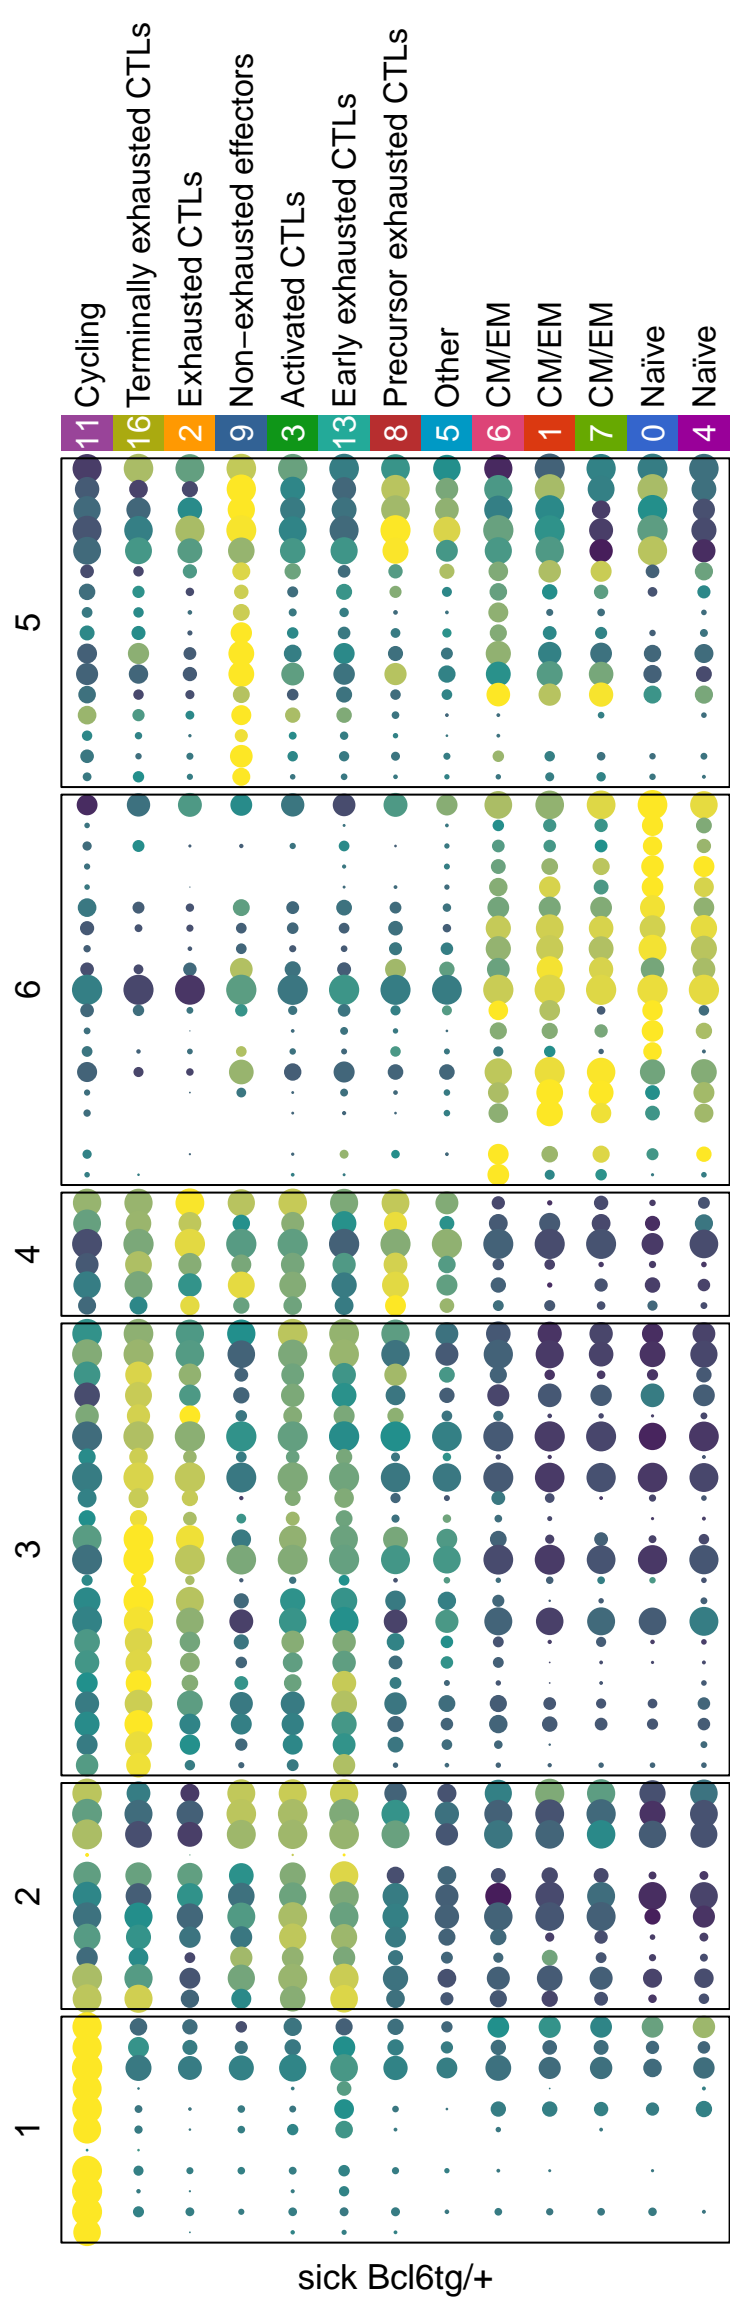 11 Cycling
16 Terminally exhausted CTLs
2 Exhausted CTLs
9 Non−exhausted effectors
3 Activated CTLs
13 Early exhausted CTLs
8 Precursor exhausted CTLs
5 Other
6 CM/EM
1 CM/EM
7 CM/EM
0 Naïve
4 Naïve
5
6
4
3
2
1
sick Bcl6tg/+